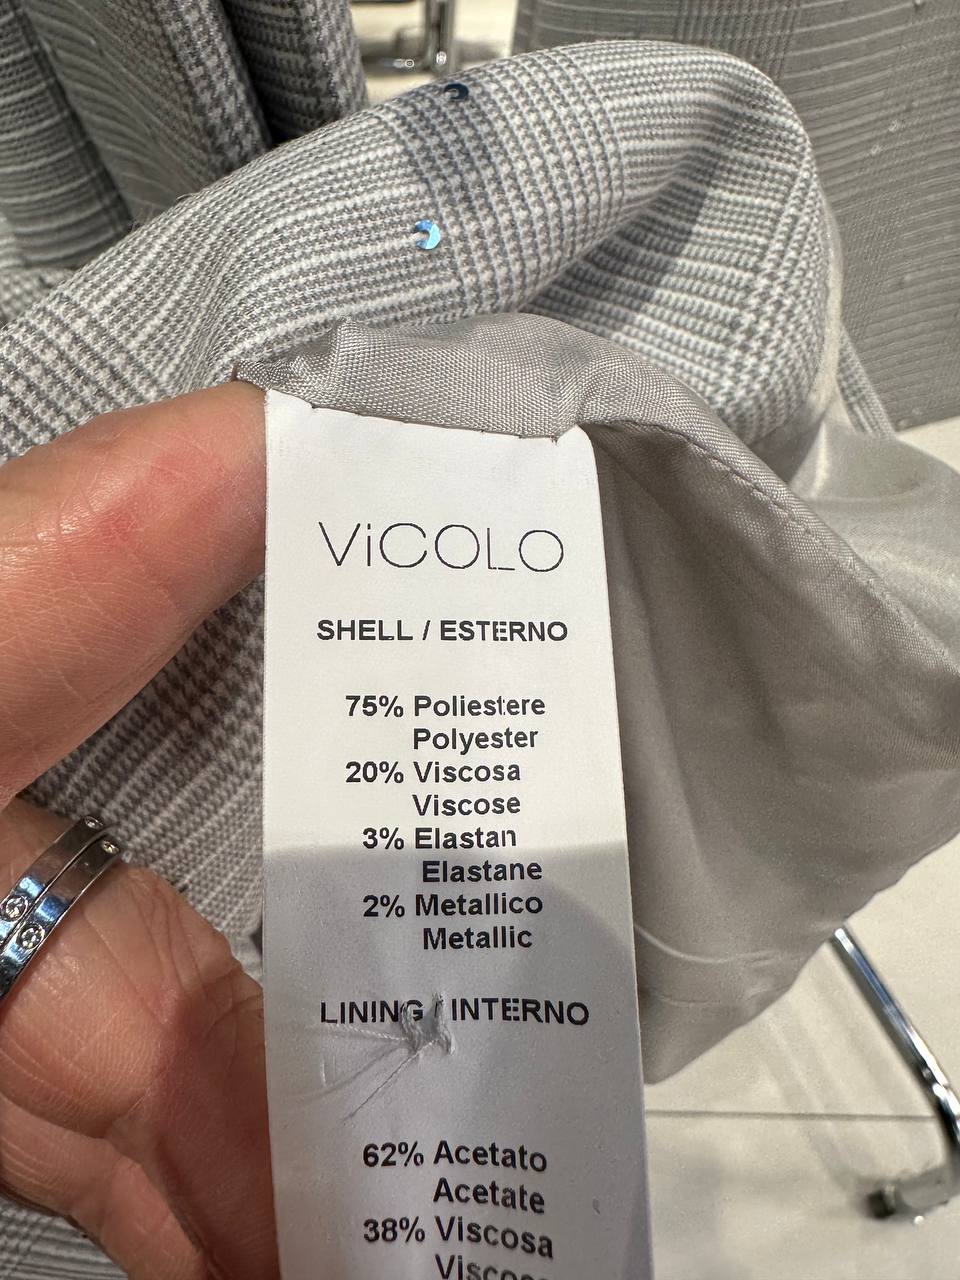 ViCOLO
SHELL / ESTERNO
75% Poliestere
Polyester
20% Viscosa
Viscose
3% Elastan
Elastane
2% Metallico
Metallic
LINING / INTERNO
62% Acetato
Acetate
38% Viscosa
Viscose